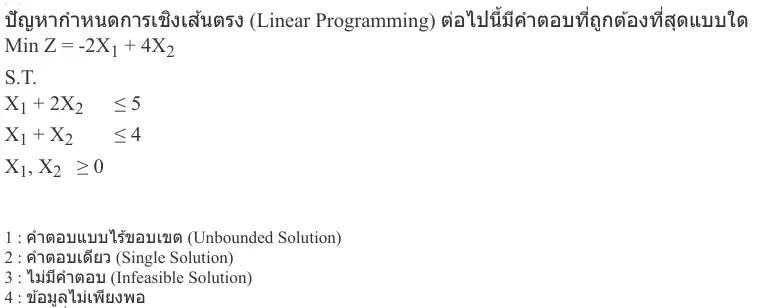 ปัญหากำหนดการเชิงเส้นตรง (Linear Programming) ต่อไปนี้มีคำตอบที่ถูกต้องที่สุดแบบใด
Min Z = -2X1 + 4X2
S.T.
X1 + 2X2 ≤ 5
X1 + X2 ≤ 4
X1, X2 ≥ 0
1 : คำตอบแบบไร้ขอบเขต (Unbounded Solution)
2 : คำตอบเดียว (Single Solution)
3 : ไม่มีคำตอบ (Infeasible Solution)
4 : ข้อมูลไม่เพียงพอ